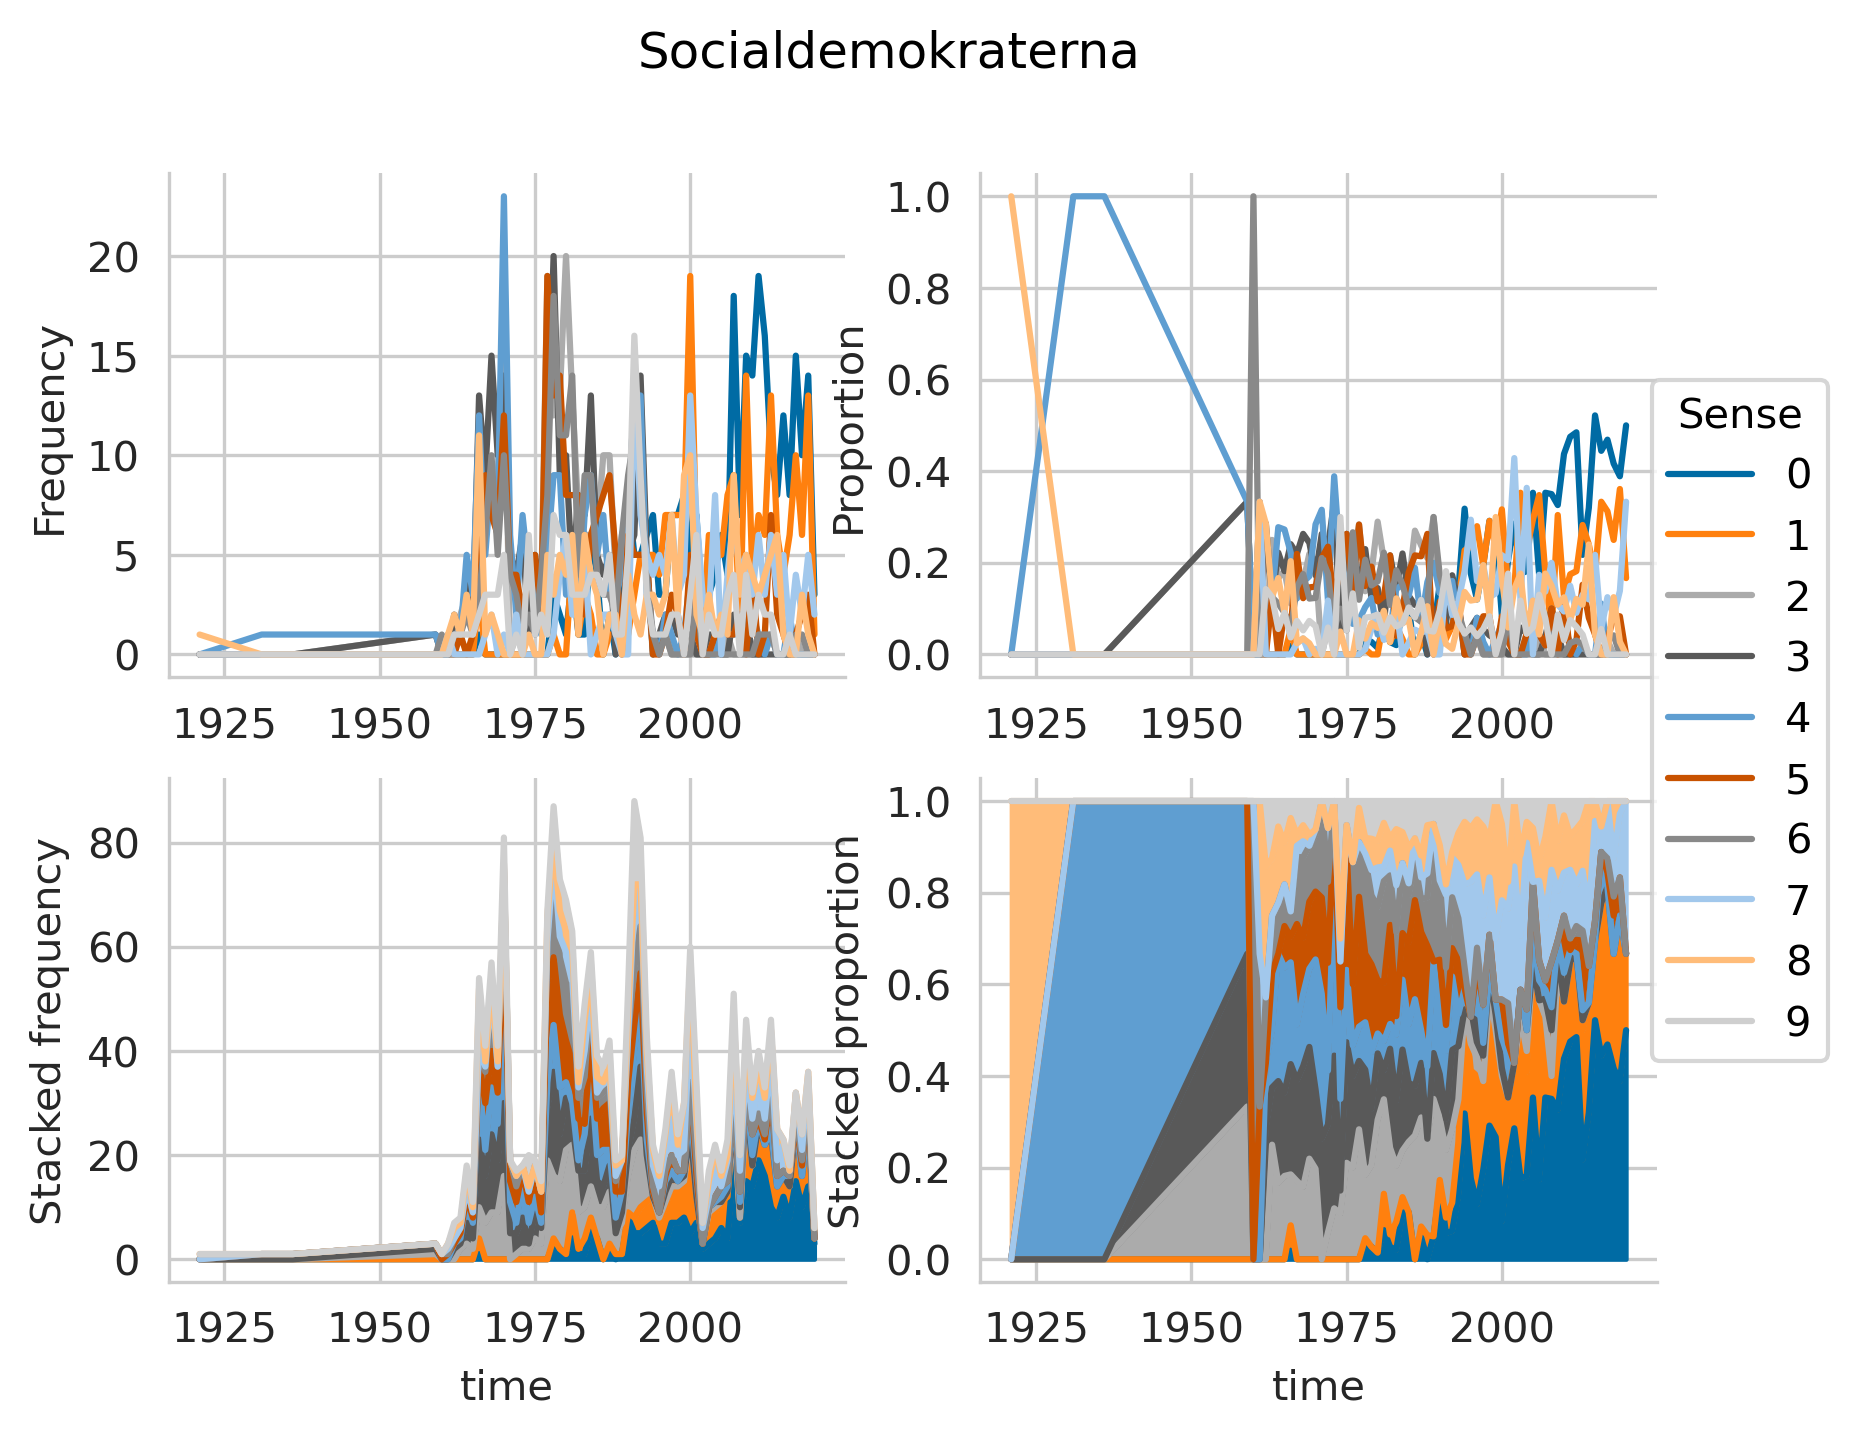 Socialdemokraterna
Frequency
20
15
10
5
0
1925 1950 1975 2000
Proportion
1.0
0.8
0.6
0.4
0.2
0.0
1925 1950 1975 2000
Stacked frequency
80
60
40
20
0
1925 1950 1975 2000
time
Stacked proportion
1.0
0.8
0.6
0.4
0.2
0.0
1925 1950 1975 2000
time
Sense
0
1
2
3
4
5
6
7
8
9